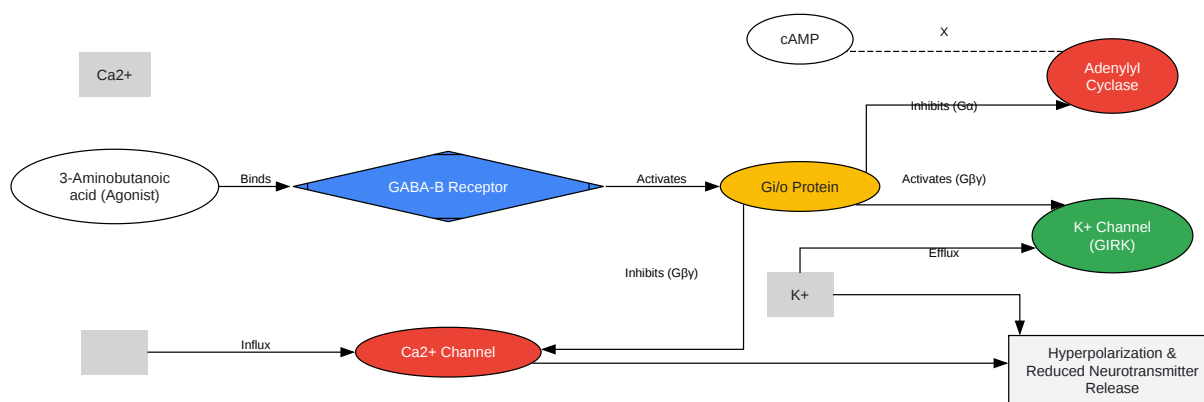 cAMP
X
Adenylyl
Cyclase
Ca2+
Inhibits (Gα)
3-Aminobutanoic
acid (Agonist)
Binds
GABA-B Receptor
Activates
Gi/o Protein
Activates (Gβγ)
K+ Channel
(GIRK)
Efflux
Inhibits (Gβγ)
K+
Influx
Ca2+ Channel
Hyperpolarization &
Reduced Neurotransmitter
Release